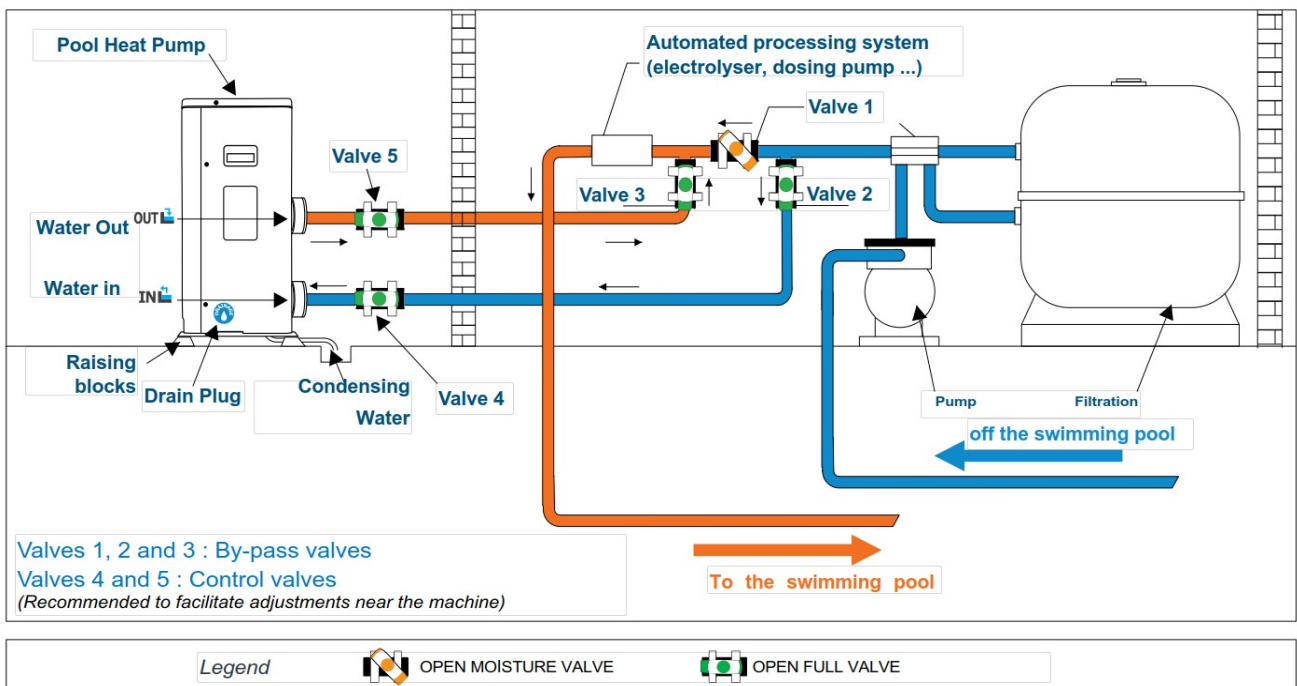 Pool Heat Pump
Automated processing system
(electrolyser, dosing pump ...)
Valve 1
Valve 5
Valve 3
Valve 2
Water Out
OUT
Water in
IN
Raising
blocks
Drain Plug
Condensing
Water
Valve 4
Pump
Filtration
off the swimming pool
To the swimming pool
Valves 1, 2 and 3 : By-pass valves
Valves 4 and 5 : Control valves
(Recommended to facilitate adjustments near the machine)
Legend
OPEN MOISTURE VALVE
OPEN FULL VALVE